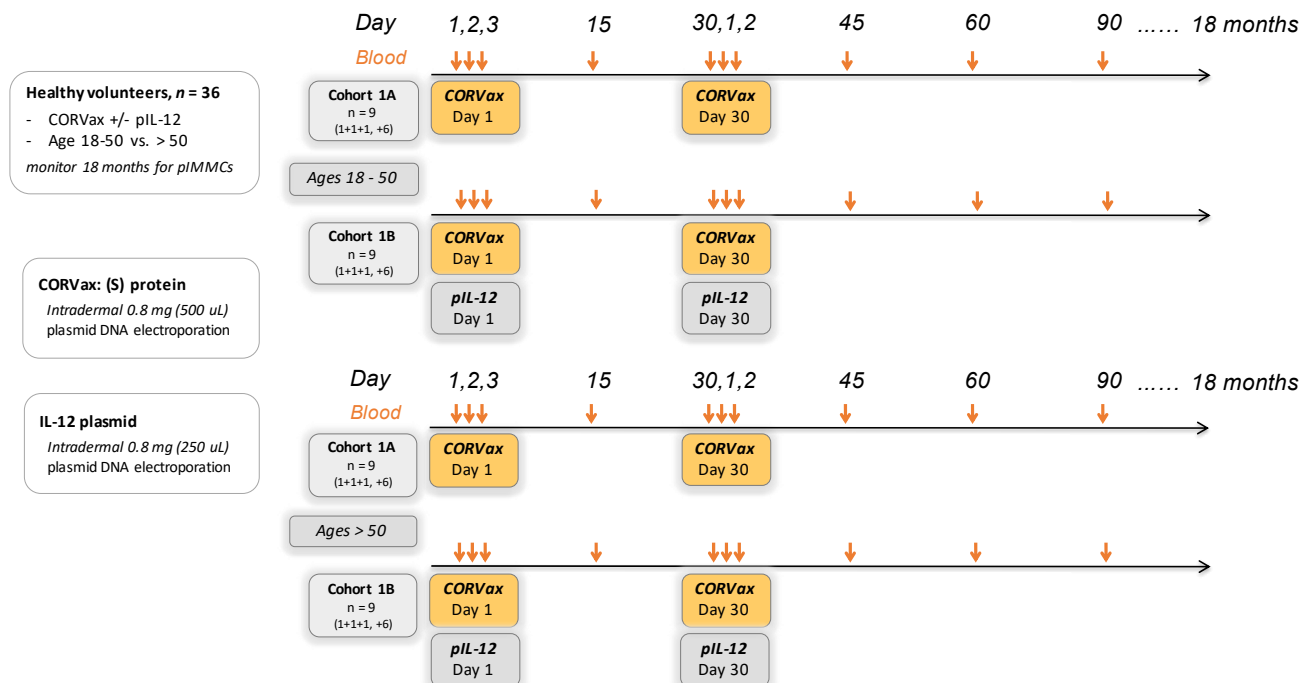 Healthy volunteers, n = 36
- CORVax +/- pIL-12
- Age 18-50 vs. > 50
monitor 18 months for pIMMCs
CORVax: (S) protein
Intradermal 0.8 mg (500 uL)
plasmid DNA electroporation
IL-12 plasmid
Intradermal 0.8 mg (250 uL)
plasmid DNA electroporation
Day 1,2,3 15 30,1,2 45 60 90 …… 18 months
Blood
Cohort 1A
n = 9
(1+1+1, +6)
CORVax
Day 1
CORVax
Day 30
Ages 18 - 50
Cohort 1B
n = 9
(1+1+1, +6)
CORVax
Day 1
CORVax
Day 30
pIL-12
Day 1
pIL-12
Day 30
Day 1,2,3 15 30,1,2 45 60 90 …… 18 months
Blood
Cohort 1A
n = 9
(1+1+1, +6)
CORVax
Day 1
CORVax
Day 30
Ages > 50
Cohort 1B
n = 9
(1+1+1, +6)
CORVax
Day 1
CORVax
Day 30
pIL-12
Day 1
pIL-12
Day 30